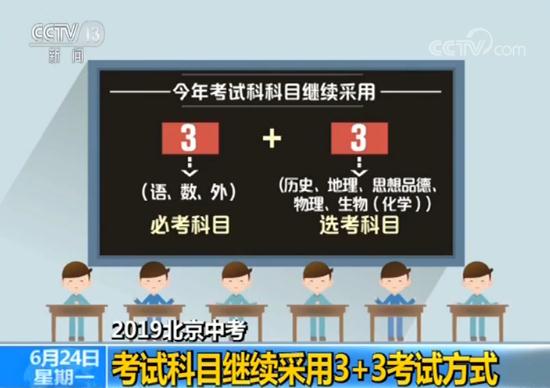 CCTV 13
新闻
CCTV.com
今年考试科科目继续采用
3 + 3
(语、数、外)
(历史、地理、思想品德、
物理、生物(化学))
必考科目
选考科目
2019北京中考
6月24日
星期一
考试科目继续采用3+3考试方式